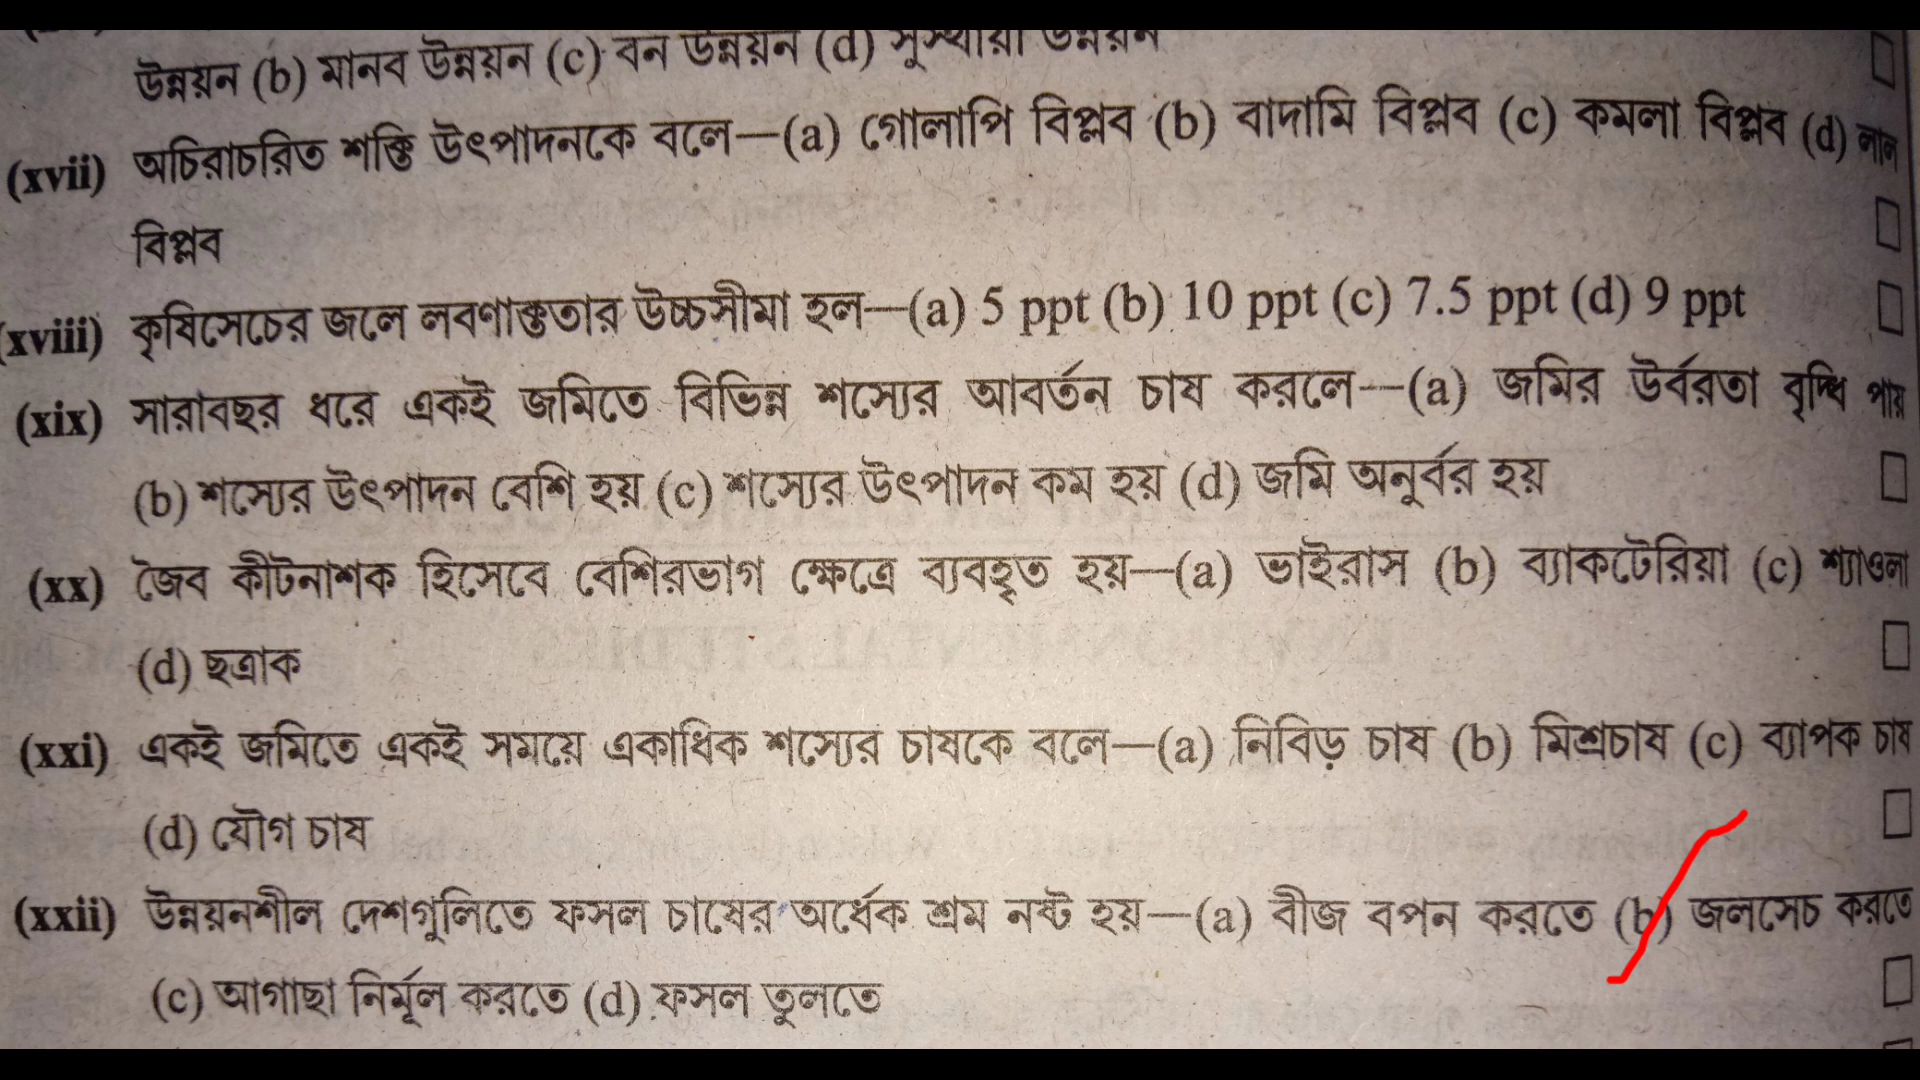 উন্নয়ন (b) মানব উন্নয়ন (c) বন উন্নয়ন (d) সুস্থায়ী উন্নয়ন
(xvii) অচিরাচরিত শক্তি উৎপাদনকে বলে—(a) গোলাপি বিপ্লব (b) বাদামি বিপ্লব (c) কমলা বিপ্লব (d) লাল
বিপ্লব
(xviii) কৃষিসেচের জলে লবণাক্ততার উচ্চসীমা হল—(a) 5 ppt (b) 10 ppt (c) 7.5 ppt (d) 9 ppt
(xix) সারাবছর ধরে একই জমিতে বিভিন্ন শস্যের আবর্তন চাষ করলে—(a) জমির উর্বরতা বৃদ্ধি পায়
(b) শস্যের উৎপাদন বেশি হয় (c) শস্যের উৎপাদন কম হয় (d) জমি অনুর্বর হয়
(xx) জৈব কীটনাশক হিসেবে বেশিরভাগ ক্ষেত্রে ব্যবহৃত হয়—(a) ভাইরাস (b) ব্যাকটেরিয়া (c) শ্যাওলা
(d) ছত্রাক
(xxi) একই জমিতে একই সময়ে একাধিক শস্যের চাষকে বলে—(a) নিবিড় চাষ (b) মিশ্রচাষ (c) ব্যাপক চাষ
(d) যৌগ চাষ
(xxii) উন্নয়নশীল দেশগুলিতে ফসল চাষের অর্ধেক শ্রম নষ্ট হয়—(a) বীজ বপন করতে (b) জলসেচ করতে
(c) আগাছা নির্মূল করতে (d) ফসল তুলতে